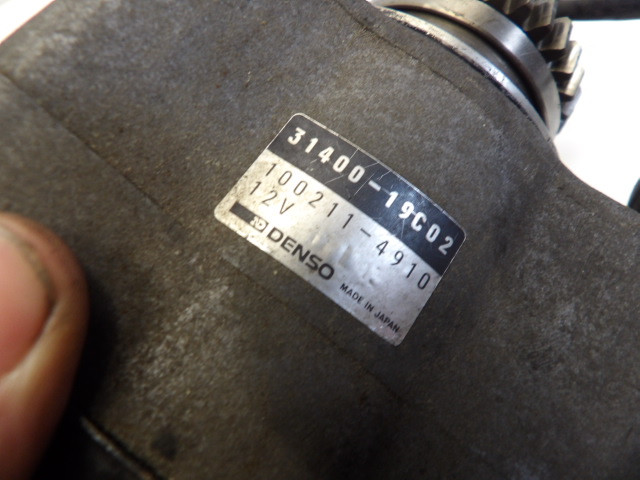 31400-19C02
100211-4910
12V
DENSO
MADE IN JAPAN